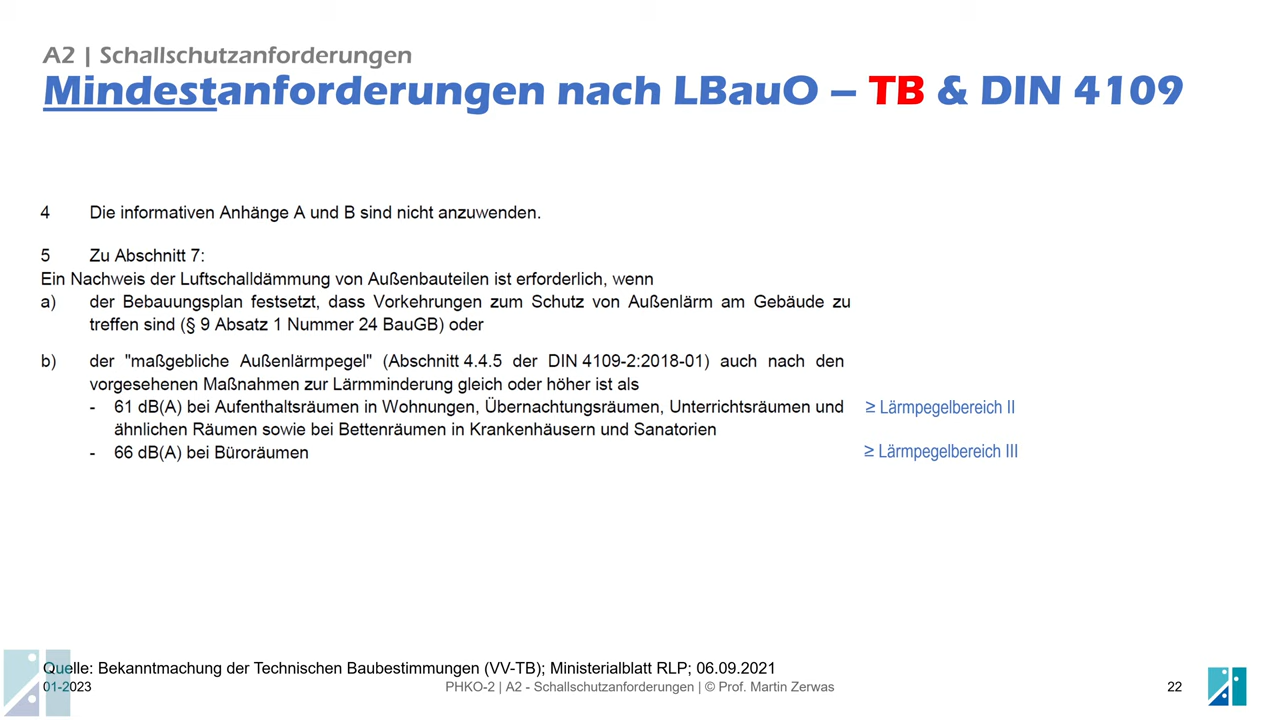 A2 | Schallschutzanforderungen
Mindestanforderungen nach LBauO – TB & DIN 4109
4 Die informativen Anhänge A und B sind nicht anzuwenden.
5 Zu Abschnitt 7:
Ein Nachweis der Luftschalldämmung von Außenbauteilen ist erforderlich, wenn
a) der Bebauungsplan festsetzt, dass Vorkehrungen zum Schutz von Außenlärm am Gebäude zu
treffen sind (§ 9 Absatz 1 Nummer 24 BauGB) oder
b) der "maßgebliche Außenlärmpegel" (Abschnitt 4.4.5 der DIN 4109-2:2018-01) auch nach den
vorgesehenen Maßnahmen zur Lärmminderung gleich oder höher ist als
- 61 dB(A) bei Aufenthaltsräumen in Wohnungen, Übernachtungsräumen, Unterrichtsräumen und ≥ Lärmpegelbereich II
ähnlichen Räumen sowie bei Bettenräumen in Krankenhäusern und Sanatorien
- 66 dB(A) bei Büroräumen ≥ Lärmpegelbereich III
Quelle: Bekanntmachung der Technischen Baubestimmungen (VV-TB); Ministerialblatt RLP; 06.09.2021
01-2023 PHKO-2 | A2 - Schallschutzanforderungen | © Prof. Martin Zerwas 22